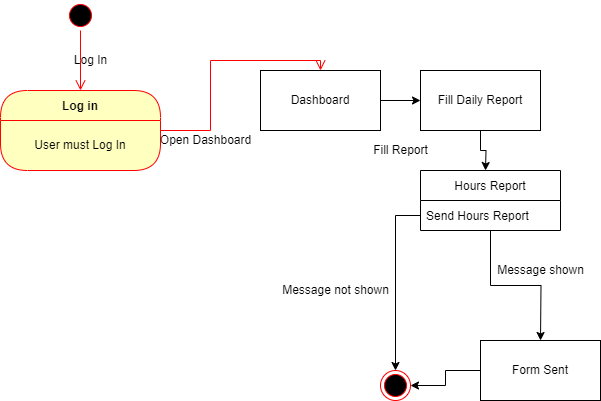 Log In
Log in
User must Log In
Open Dashboard
Dashboard
Fill Daily Report
Fill Report
Hours Report
Send Hours Report
Message not shown
Message shown
Form Sent